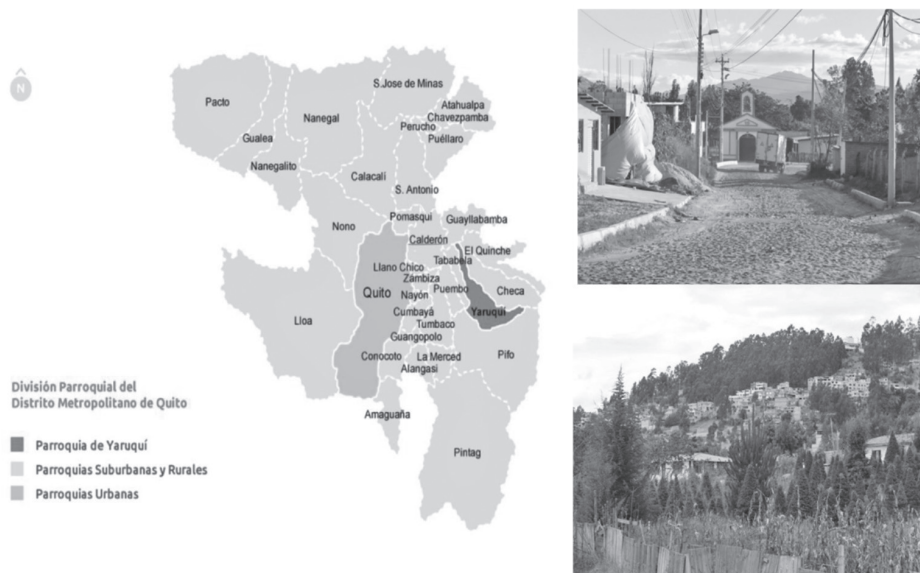 N
Pacto
Gualea
Nanegalito
Nanegal
S.Jose de Minas
Atahualpa
Chavezpamba
Perucho
Puéllaro
Calacalí
S. Antonio
Nono
Pomasqui
Guayllabamba
Calderón
El Quinche
Tababela
Llano Chico
Zámbiza
Quito
Nayón
Puembo
Checa
Cumbayá
Yaruquí
Lloa
Tumbaco
Guangopolo
Pifo
Conocoto
La Merced
Alangasi
Amaguaña
Pintag
División Parroquial del
Distrito Metropolitano de Quito
Parroquia de Yaruquí
Parroquias Suburbanas y Rurales
Parroquias Urbanas